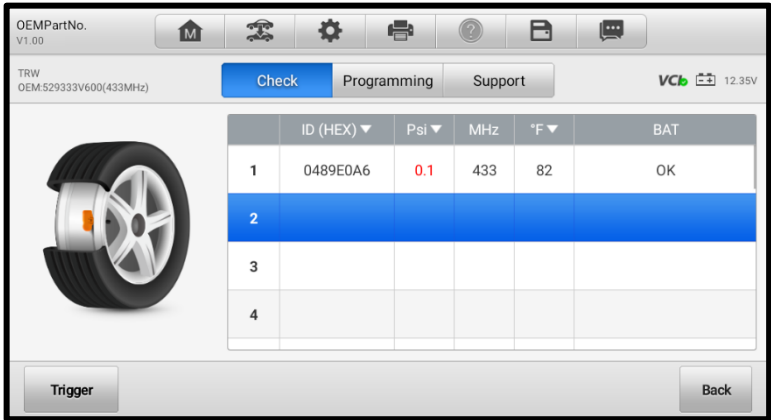 OEMPartNo.
V1.00
M
TRW
OEM:529333V600(433MHz)
Check Programming Support
VCI 12.35V
ID (HEX) ▼ Psi ▼ MHz °F ▼ BAT
1 0489E0A6 0.1 433 82 OK
2
3
4
Trigger Back